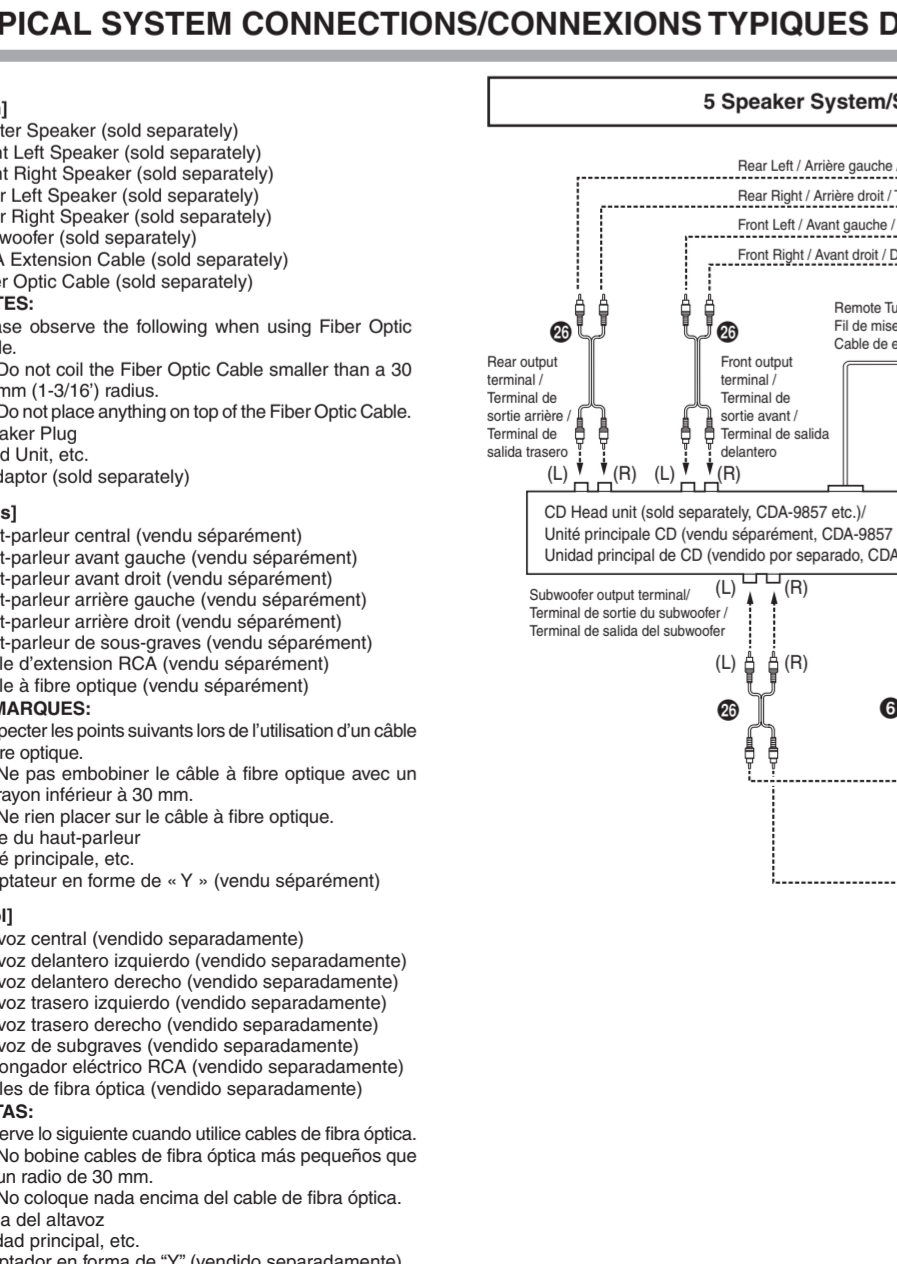 PICAL SYSTEM CONNECTIONS/CONNEXIONS TYPIQUES D
]
ter Speaker (sold separately)
nt Left Speaker (sold separately)
nt Right Speaker (sold separately)
r Left Speaker (sold separately)
r Right Speaker (sold separately)
woofer (sold separately)
A Extension Cable (sold separately)
er Optic Cable (sold separately)
TES:
ase observe the following when using Fiber Optic
le.
Do not coil the Fiber Optic Cable smaller than a 30
mm (1-3/16’) radius.
Do not place anything on top of the Fiber Optic Cable.
aker Plug
d Unit, etc.
daptor (sold separately)
s]
t-parleur central (vendu séparément)
t-parleur avant gauche (vendu séparément)
t-parleur avant droit (vendu séparément)
t-parleur arrière gauche (vendu séparément)
t-parleur arrière droit (vendu séparément)
t-parleur de sous-graves (vendu séparément)
le d’extension RCA (vendu séparément)
le à fibre optique (vendu séparément)
MARQUES:
pecter les points suivants lors de l’utilisation d’un câble
re optique.
Ne pas embobiner le câble à fibre optique avec un
rayon inférieur à 30 mm.
Ne rien placer sur le câble à fibre optique.
e du haut-parleur
é principale, etc.
ptateur en forme de « Y » (vendu séparément)
ol]
voz central (vendido separadamente)
voz delantero izquierdo (vendido separadamente)
voz delantero derecho (vendido separadamente)
voz trasero izquierdo (vendido separadamente)
voz trasero derecho (vendido separadamente)
voz de subgraves (vendido separadamente)
ongador eléctrico RCA (vendido separadamente)
les de fibra óptica (vendido separadamente)
TAS:
erve lo siguiente cuando utilice cables de fibra óptica.
No bobine cables de fibra óptica más pequeños que
un radio de 30 mm.
No coloque nada encima del cable de fibra óptica.
a del altavoz
dad principal, etc.
ptador en forma de “Y” (vendido separadamente)
5 Speaker System/S
Rear Left / Arrière gauche /
Rear Right / Arrière droit / T
Front Left / Avant gauche /
Front Right / Avant droit / D
Remote Tu
Fil de mise
Cable de e
26
26
Rear output
terminal /
Terminal de
sortie arrière /
Terminal de
salida trasero
Front output
terminal /
Terminal de
sortie avant /
Terminal de salida
delantero
(L) (R) (L) (R)
CD Head unit (sold separately, CDA-9857 etc.)/
Unité principale CD (vendu séparément, CDA-9857
Unidad principal de CD (vendido por separado, CDA
Subwoofer output terminal/
Terminal de sortie du subwoofer /
Terminal de salida del subwoofer
(L) (R)
(L) (R)
26
6